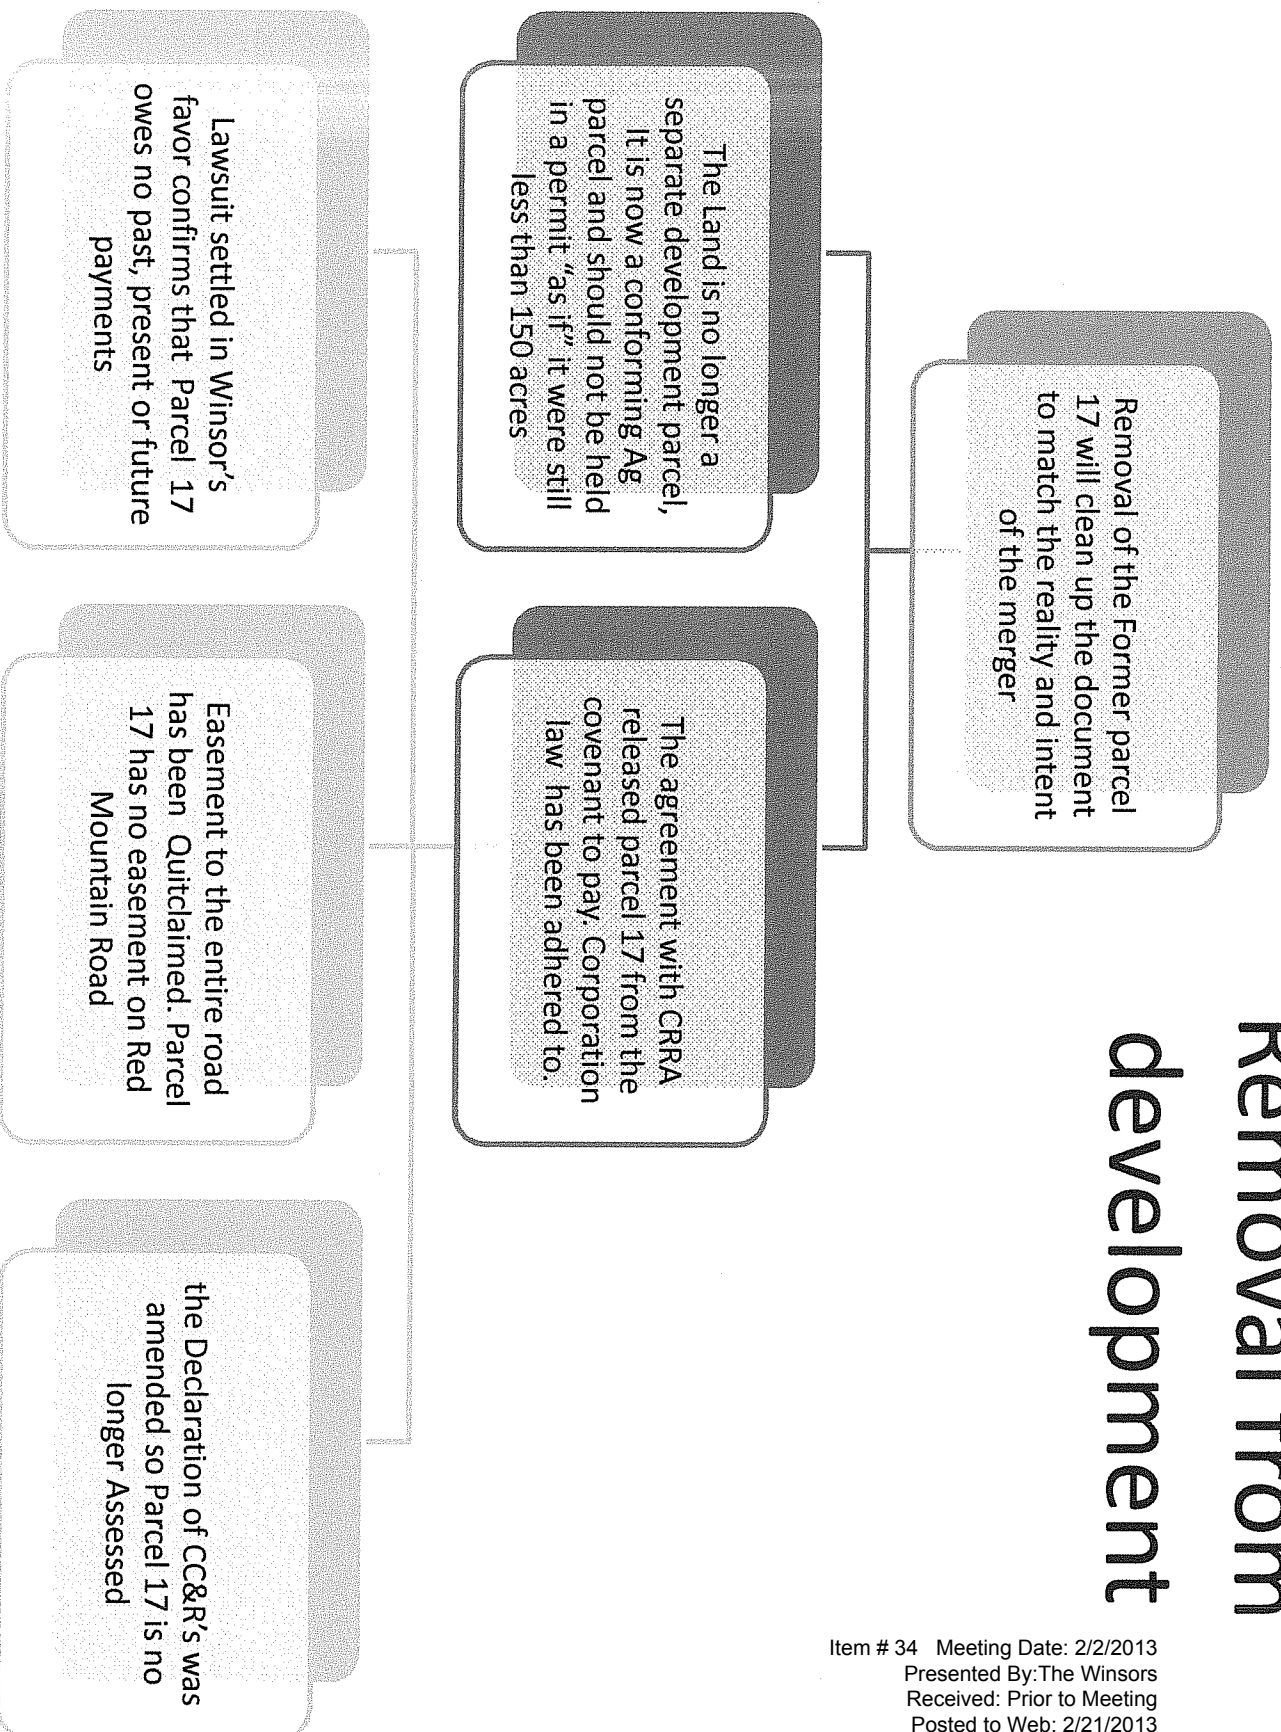 Removal from
development
Removal of the Former parcel
17 will clean up the document
to match the reality and intent
of the merger
The Land is no longer a
separate development parcel,
It is now a conforming Ag
parcel and should not be held
in a permit "as if" it were still
less than 150 acres
The agreement with CRRA
released parcel 17 from the
covenant to pay. Corporation
law has been adhered to.
Lawsuit settled in Winsor's
favor confirms that Parcel 17
owes no past, present or future
payments
Easement to the entire road
has been Quitclaimed. Parcel
17 has no easement on Red
Mountain Road
the Declaration of CC&R's was
amended so Parcel 17 is no
longer Assessed
Item # 34 Meeting Date: 2/2/2013
Presented By:The Winsors
Received: Prior to Meeting
Posted to Web: 2/21/2013